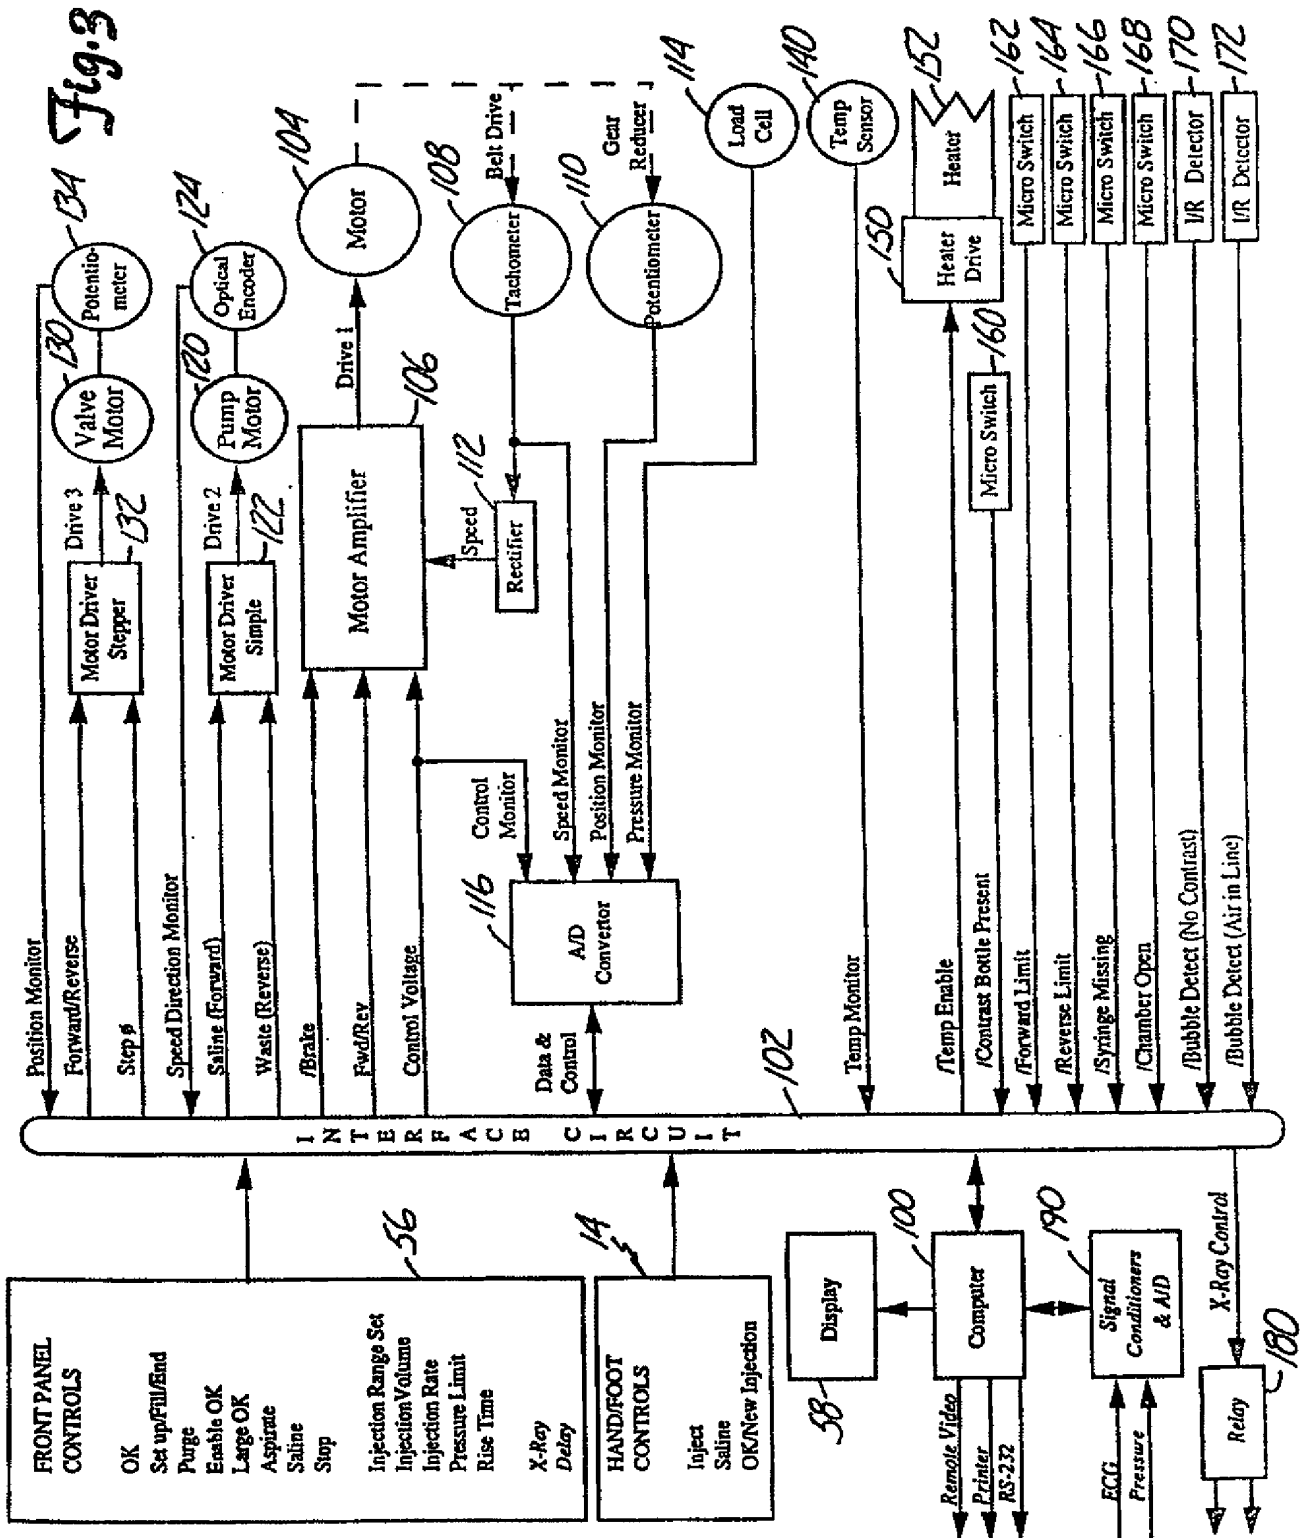 Fig.3
FRONT PANEL
CONTROLS
OK
Set up/Fill/End
Purge
Enable OK
Large OK
Aspirate
Saline
Stop
Injection Range Set
Injection Volume
Injection Rate
Pressure Limit
Rise Time
X-Ray
Delay
56
HAND/FOOT
CONTROLS
Inject
Saline
OK/New Injection
14
Display
58
Computer
100
Remote Video
Printer
RS-232
Signal
Conditioners
& A/D
190
ECG
Pressure
X-Ray Control
Relay
180
INTERFACE CIRCUIT
102
Position Monitor
Forward/Reverse
Step ø
Motor Driver
Stepper
132
Drive 3
Valve
Motor
130
Potentio-
meter
134
Speed Direction Monitor
Saline (Forward)
Waste (Reverse)
Motor Driver
Simple
122
Drive 2
Pump
Motor
120
Optical
Encoder
124
/Brake
Fwd/Rev
Control Voltage
Motor Amplifier
106
Drive 1
Motor
104
Speed
Rectifier
112
Belt Drive
Tachometer
108
Gear
Reducer
Potentiometer
110
Load
Cell
114
Data &
Control
A/D
Convertor
116
Control
Monitor
Speed Monitor
Position Monitor
Pressure Monitor
Temp Monitor
Temp
Sensor
140
/Temp Enable
Heater
Drive
150
Heater
152
/Contrast Bottle Present
Micro Switch
160
/Forward Limit
Micro Switch
162
/Reverse Limit
Micro Switch
164
/Syringe Missing
Micro Switch
166
/Chamber Open
Micro Switch
168
/Bubble Detect (No Contrast)
I/R Detector
170
/Bubble Detect (Air in Line)
I/R Detector
172